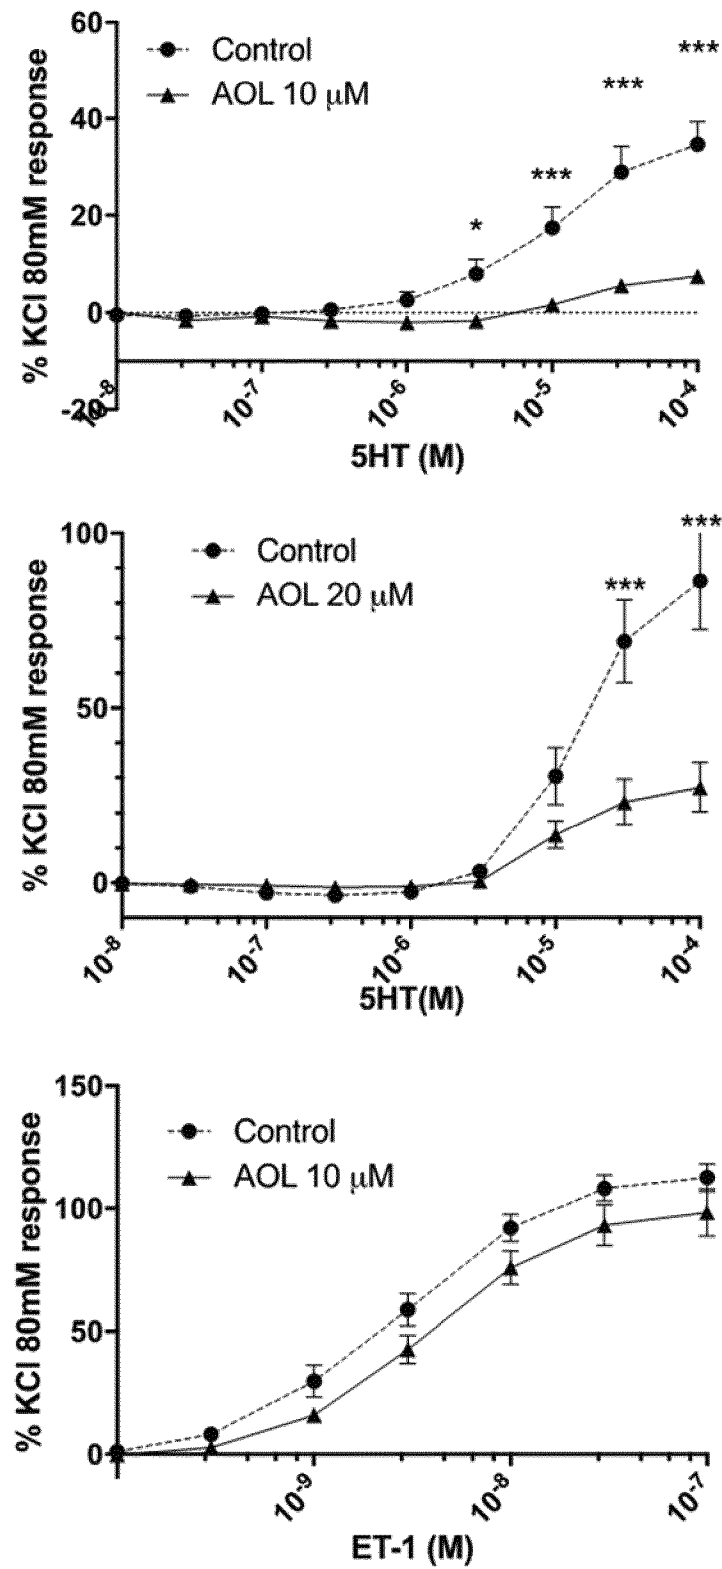 % KCl 80mM response
60
40
20
0
-20
Control
AOL 10 µM
*
***
***
***
10-8
10-7
10-6
10-5
10-4
5HT (M)
% KCl 80mM response
100
50
0
Control
AOL 20 µM
***
***
10-8
10-7
10-6
10-5
10-4
5HT(M)
% KCl 80mM response
150
100
50
0
Control
AOL 10 µM
10-9
10-8
10-7
ET-1 (M)